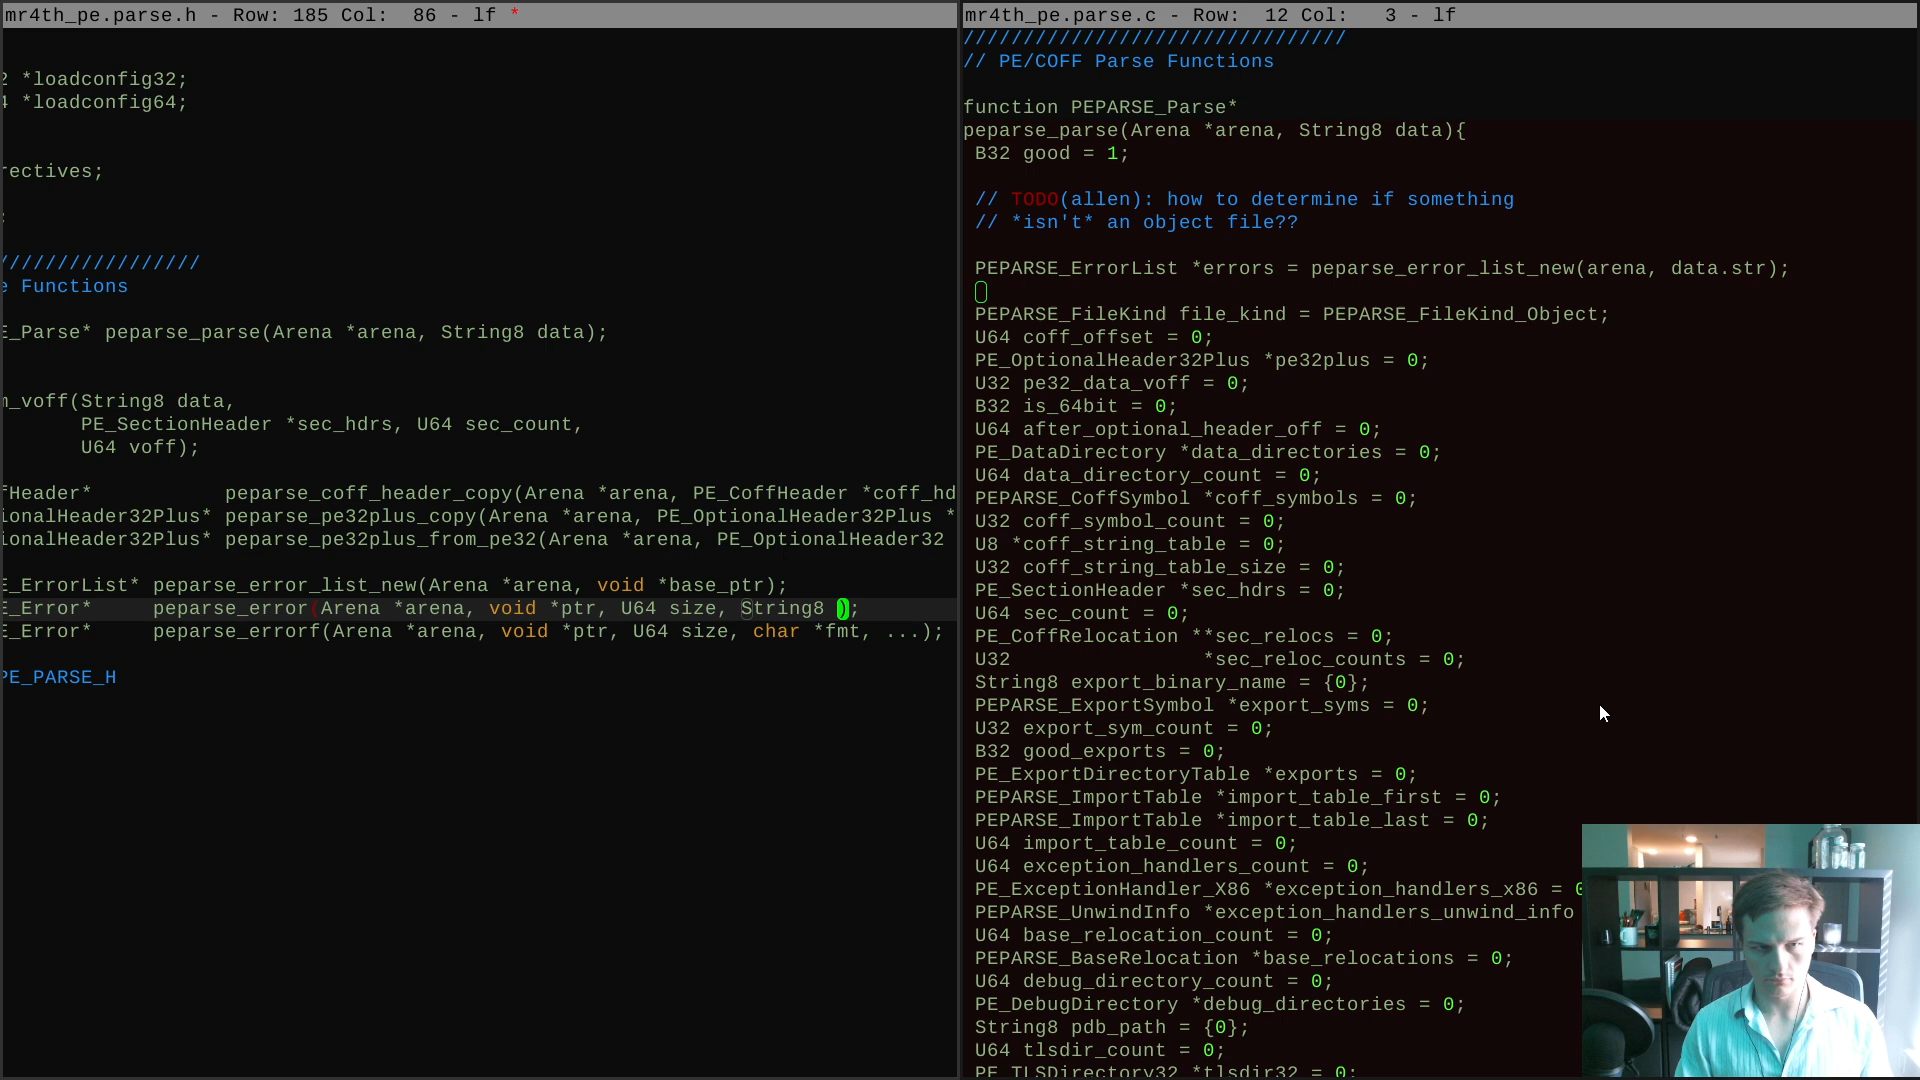 mr4th_pe.parse.h - Row: 185 Col:  86 - lf *
2 *loadconfig32;
4 *loadconfig64;
rectives;
;
/////////////////
e Functions
E_Parse* peparse_parse(Arena *arena, String8 data);
m_voff(String8 data,
PE_SectionHeader *sec_hdrs, U64 sec_count,
U64 voff);
fHeader*           peparse_coff_header_copy(Arena *arena, PE_CoffHeader *coff_hd
ionalHeader32Plus* peparse_pe32plus_copy(Arena *arena, PE_OptionalHeader32Plus *
ionalHeader32Plus* peparse_pe32plus_from_pe32(Arena *arena, PE_OptionalHeader32
E_ErrorList* peparse_error_list_new(Arena *arena, void *base_ptr);
E_Error*     peparse_error(Arena *arena, void *ptr, U64 size, String8 );
E_Error*     peparse_errorf(Arena *arena, void *ptr, U64 size, char *fmt, ...);
PE_PARSE_H
mr4th_pe.parse.c - Row:  12 Col:   3 - lf
////////////////////////////////
// PE/COFF Parse Functions
function PEPARSE_Parse*
peparse_parse(Arena *arena, String8 data){
B32 good = 1;
// TODO(allen): how to determine if something
// *isn't* an object file??
PEPARSE_ErrorList *errors = peparse_error_list_new(arena, data.str);
PEPARSE_FileKind file_kind = PEPARSE_FileKind_Object;
U64 coff_offset = 0;
PE_OptionalHeader32Plus *pe32plus = 0;
U32 pe32_data_voff = 0;
B32 is_64bit = 0;
U64 after_optional_header_off = 0;
PE_DataDirectory *data_directories = 0;
U64 data_directory_count = 0;
PEPARSE_CoffSymbol *coff_symbols = 0;
U32 coff_symbol_count = 0;
U8 *coff_string_table = 0;
U32 coff_string_table_size = 0;
PE_SectionHeader *sec_hdrs = 0;
U64 sec_count = 0;
PE_CoffRelocation **sec_relocs = 0;
U32                *sec_reloc_counts = 0;
String8 export_binary_name = {0};
PEPARSE_ExportSymbol *export_syms = 0;
U32 export_sym_count = 0;
B32 good_exports = 0;
PE_ExportDirectoryTable *exports = 0;
PEPARSE_ImportTable *import_table_first = 0;
PEPARSE_ImportTable *import_table_last = 0;
U64 import_table_count = 0;
U64 exception_handlers_count = 0;
PE_ExceptionHandler_X86 *exception_handlers_x86 = 0
PEPARSE_UnwindInfo *exception_handlers_unwind_info
U64 base_relocation_count = 0;
PEPARSE_BaseRelocation *base_relocations = 0;
U64 debug_directory_count = 0;
PE_DebugDirectory *debug_directories = 0;
String8 pdb_path = {0};
U64 tlsdir_count = 0;
PE_TLSDirectory32 *tlsdir32 = 0;